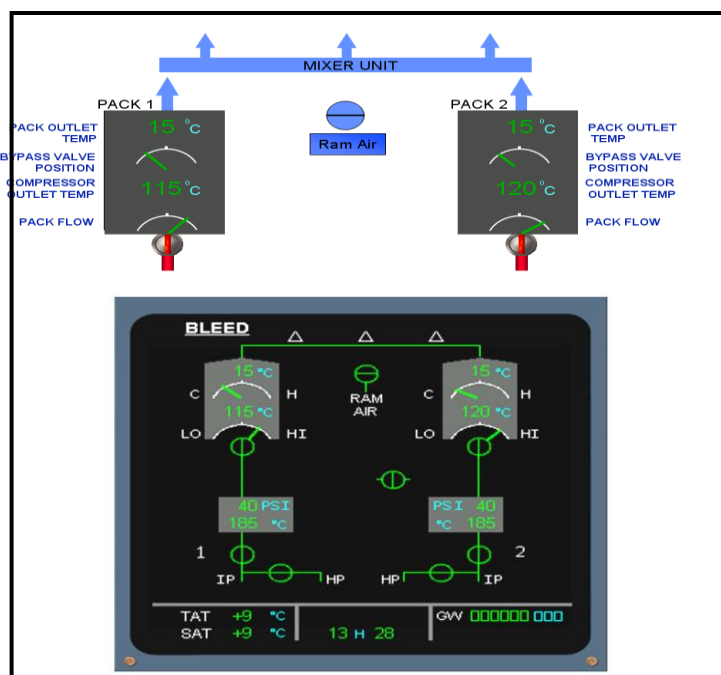 MIXER UNIT
PACK 1
PACK 2
15 °C
PACK OUTLET
TEMP
BYPASS VALVE
POSITION
115 °C
COMPRESSOR
OUTLET TEMP
PACK FLOW
Ram Air
15 °C
PACK OUTLET
TEMP
BYPASS VALVE
POSITION
120 °C
COMPRESSOR
OUTLET TEMP
PACK FLOW
BLEED
15 °C
C H
115 °C
LO HI
RAM
AIR
15 °C
C H
120 °C
LO HI
40 PSI
185 °C
PSI 40
°C 185
1
2
IP HP
HP IP
TAT +9 °C
SAT +9 °C
13 H 28
GW